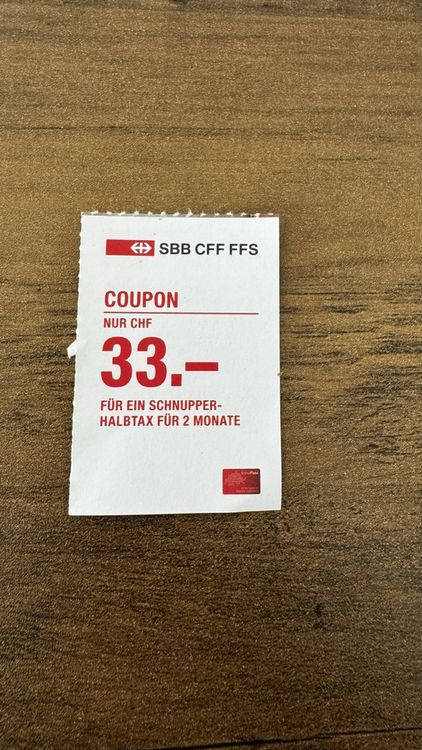 SBB CFF FFS
COUPON
NUR CHF
33.–
FÜR EIN SCHNUPPER-
HALBTAX FÜR 2 MONATE